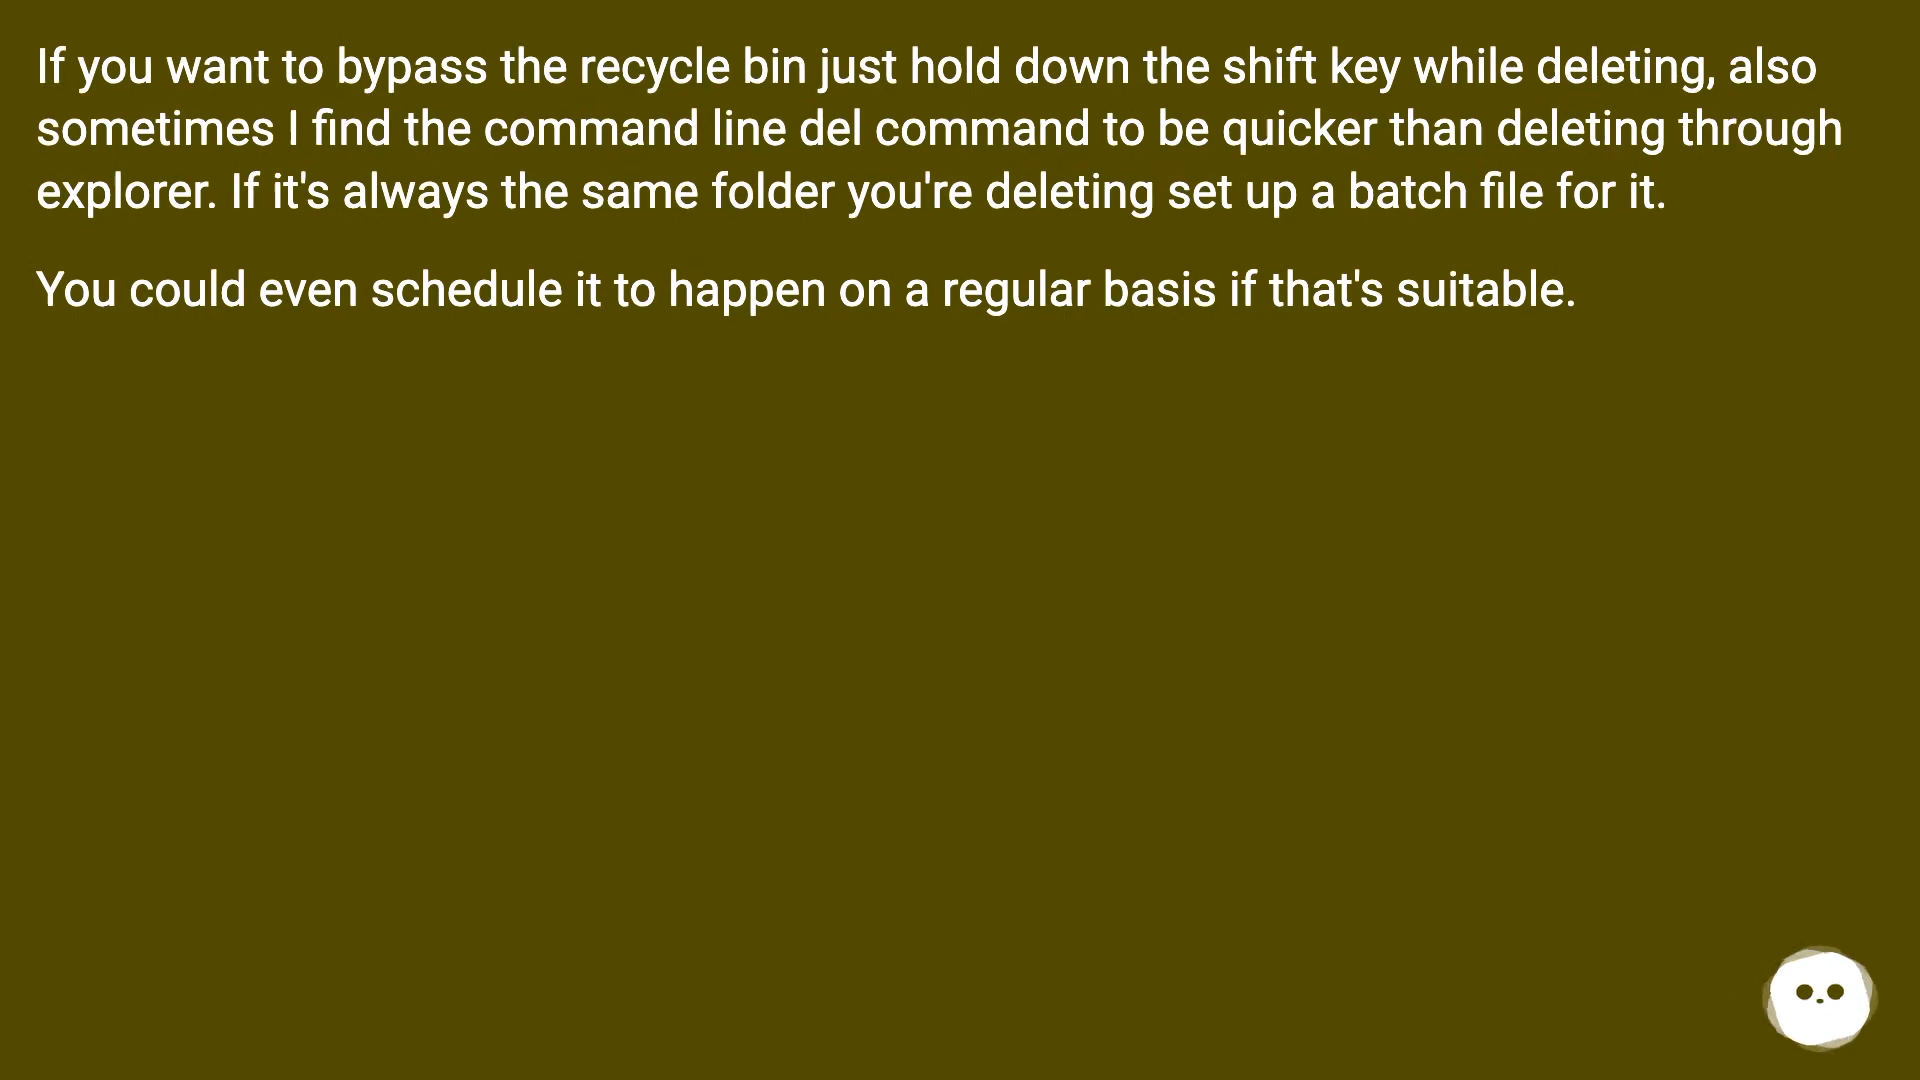 If you want to bypass the recycle bin just hold down the shift key while deleting, also
sometimes I find the command line del command to be quicker than deleting through
explorer. If it's always the same folder you're deleting set up a batch file for it.
You could even schedule it to happen on a regular basis if that's suitable.